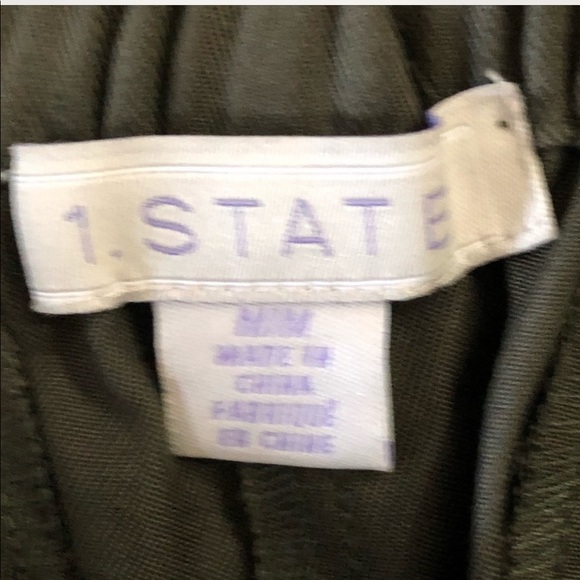 1.STATE
M/M
MADE IN
CHINA
FABRIQUÉ
EN CHINE